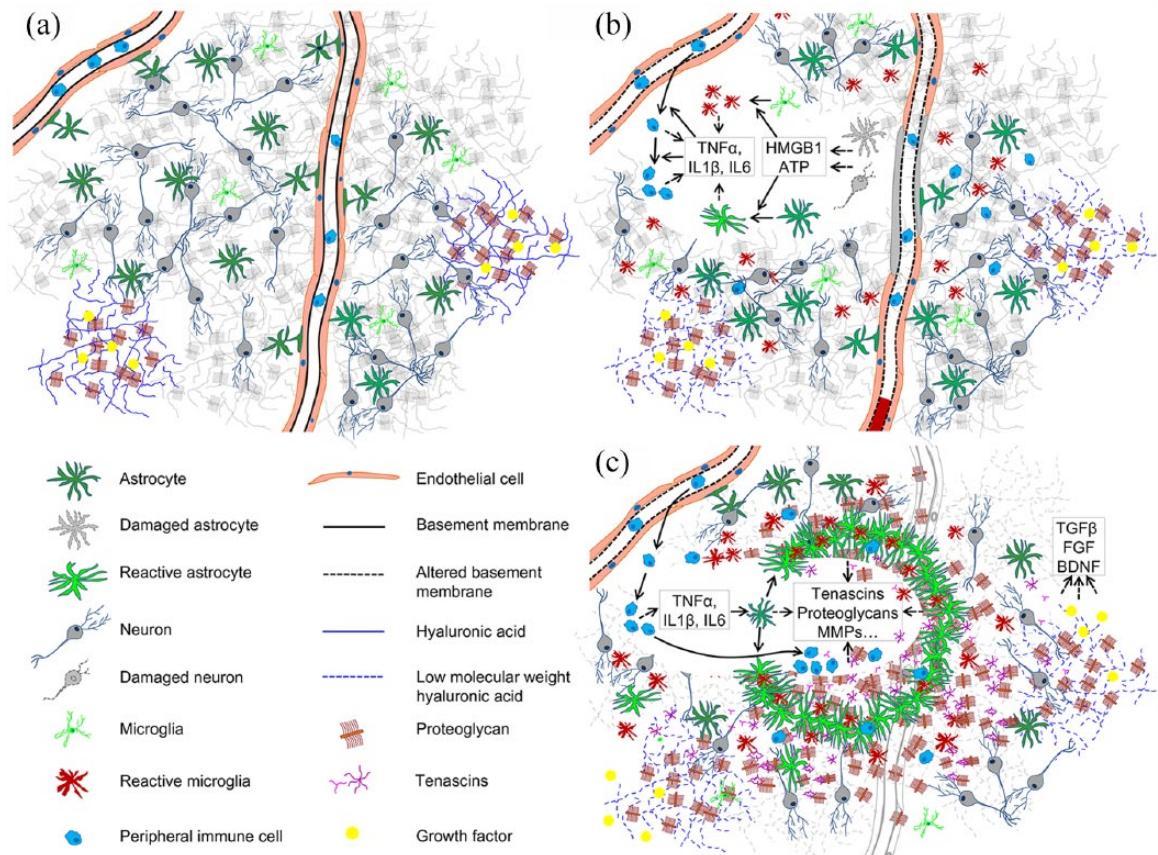 (a)
(b)
TNFα,
IL1β, IL6
HMGB1
ATP
Astrocyte
Damaged astrocyte
Reactive astrocyte
Neuron
Damaged neuron
Microglia
Reactive microglia
Peripheral immune cell
Endothelial cell
Basement membrane
Altered basement
membrane
Hyaluronic acid
Low molecular weight
hyaluronic acid
Proteoglycan
Tenascins
Growth factor
(c)
TGFβ
FGF
BDNF
TNFα,
IL1β, IL6
Tenascins
Proteoglycans
MMPs...